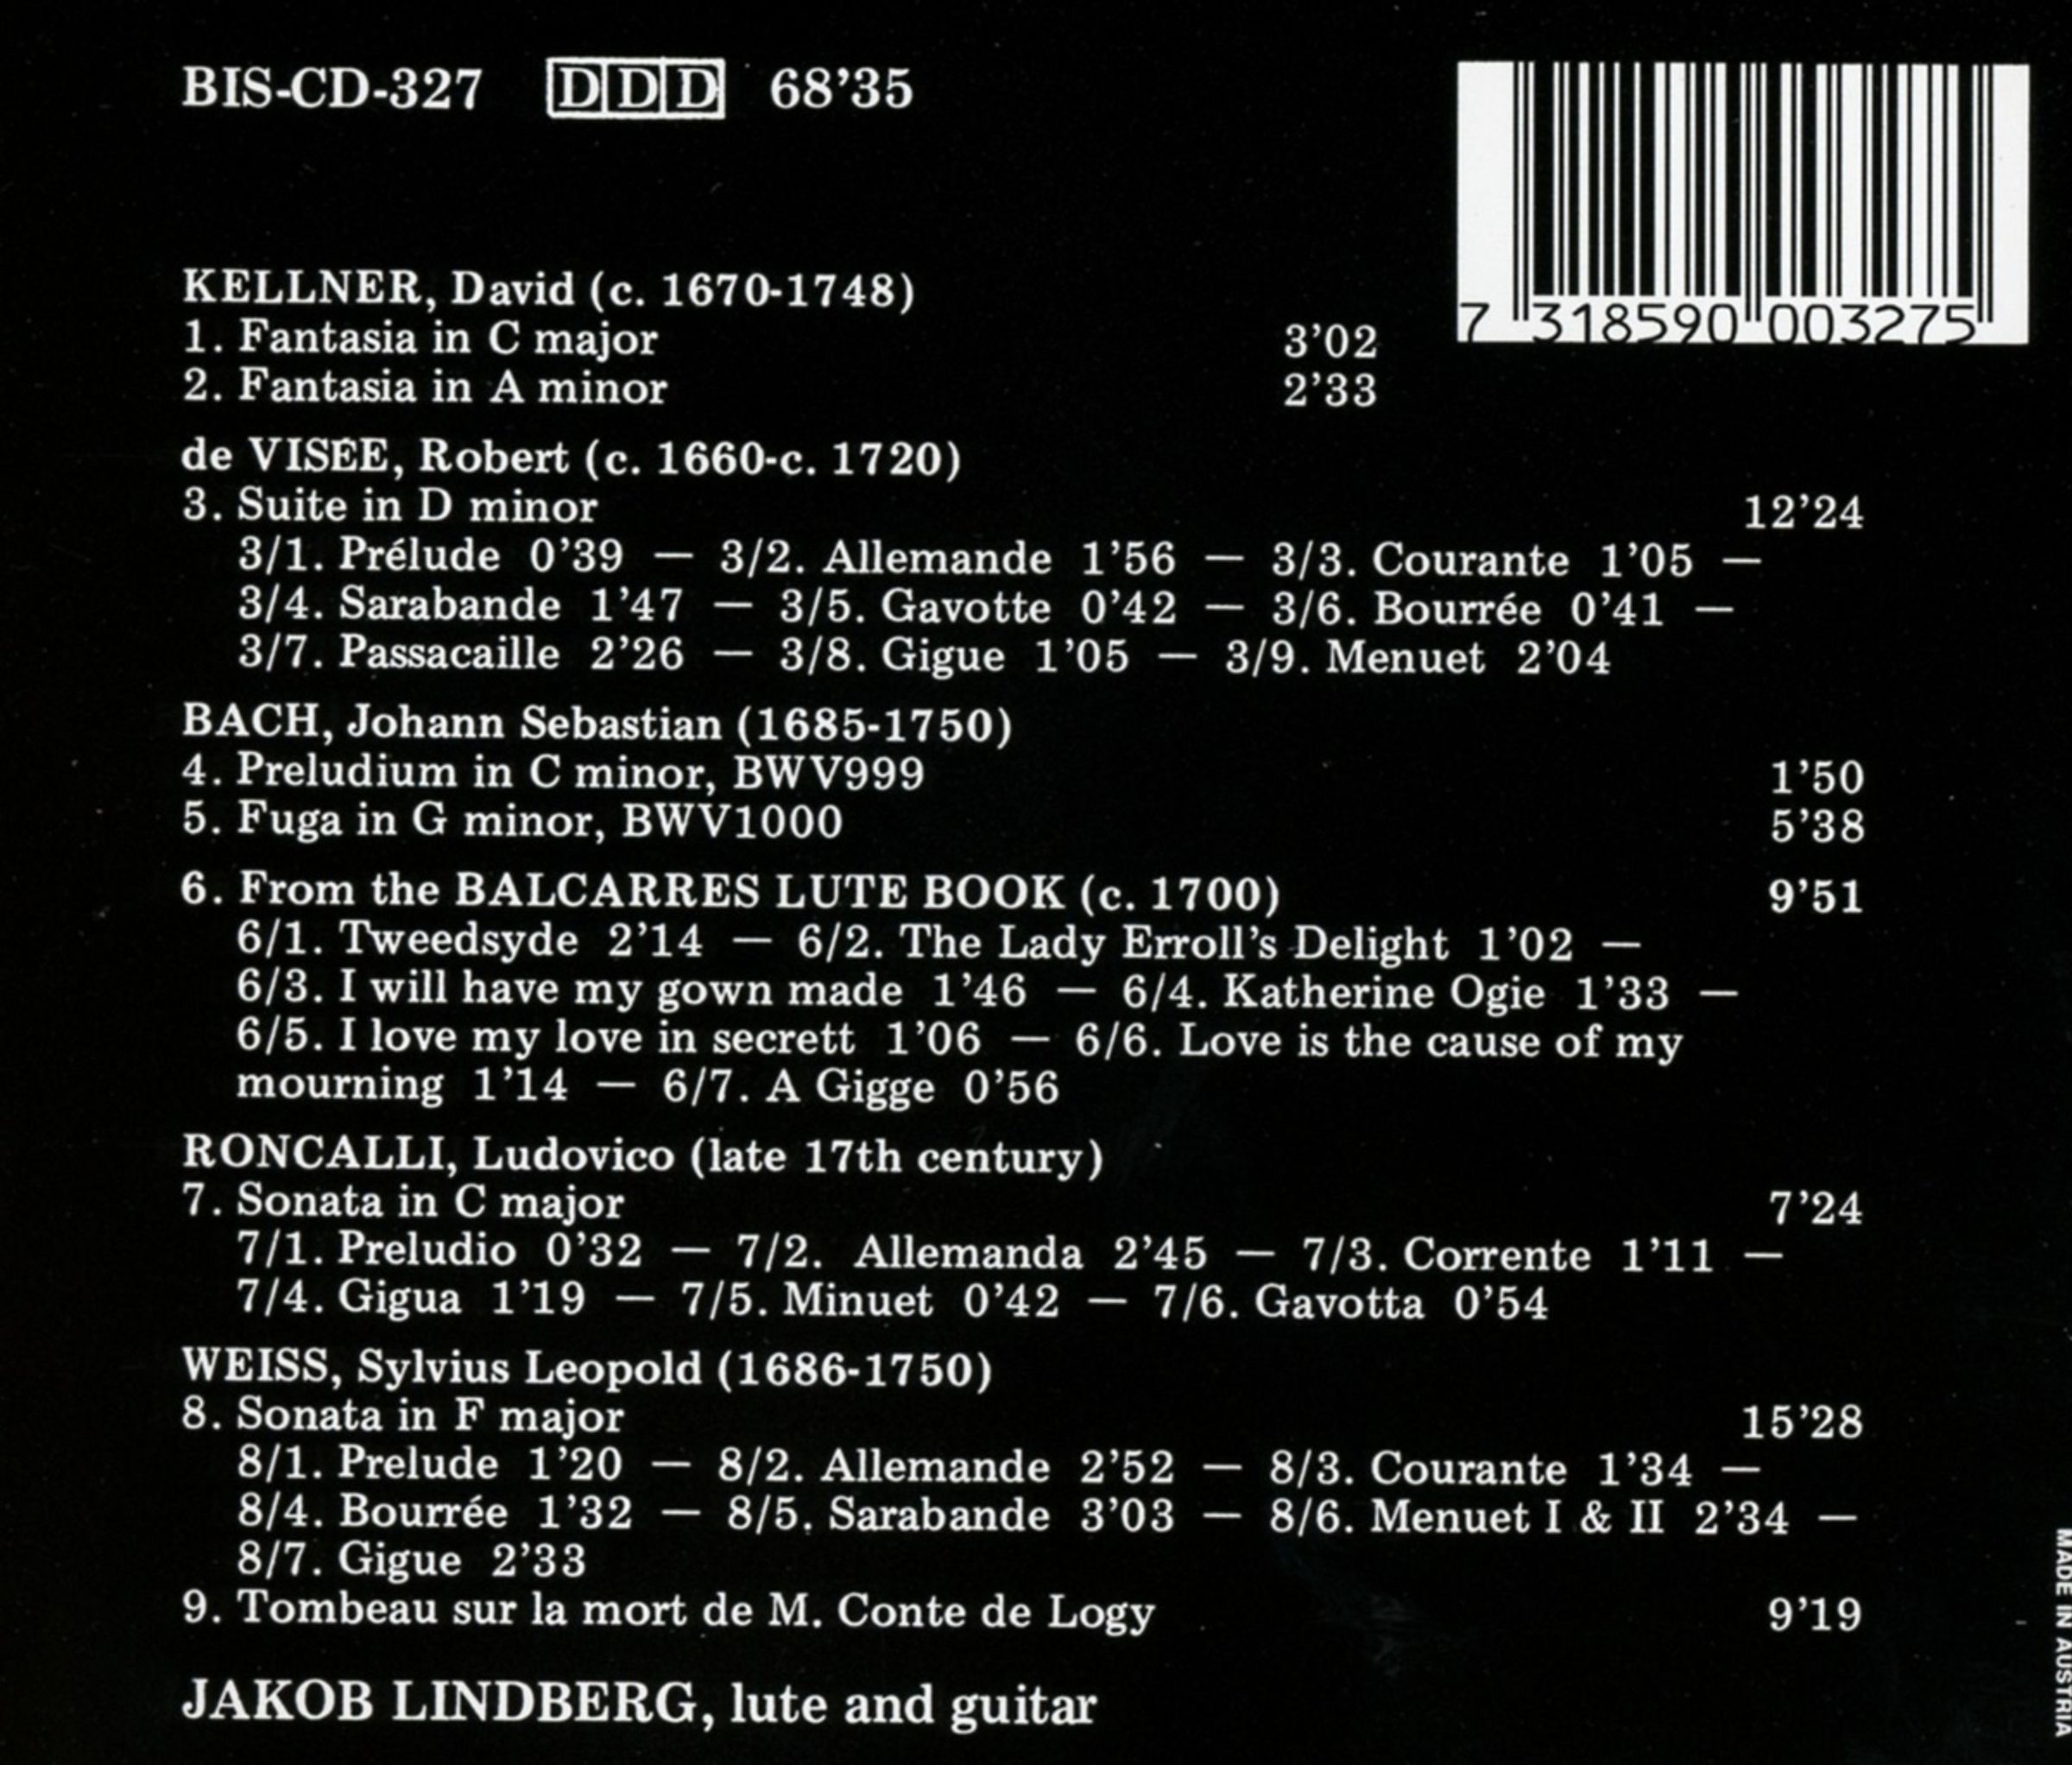 BIS-CD-327 DDD 68’35
7 318590 003275
KELLNER, David (c. 1670-1748)
1. Fantasia in C major 3’02
2. Fantasia in A minor 2’33
de VISÉE, Robert (c. 1660-c. 1720)
3. Suite in D minor 12’24
3/1. Prélude 0’39 — 3/2. Allemande 1’56 — 3/3. Courante 1’05 —
3/4. Sarabande 1’47 — 3/5. Gavotte 0’42 — 3/6. Bourrée 0’41 —
3/7. Passacaille 2’26 — 3/8. Gigue 1’05 — 3/9. Menuet 2’04
BACH, Johann Sebastian (1685-1750)
4. Preludium in C minor, BWV999 1’50
5. Fuga in G minor, BWV1000 5’38
6. From the BALCARRES LUTE BOOK (c. 1700) 9’51
6/1. Tweedsyde 2’14 — 6/2. The Lady Erroll’s Delight 1’02 —
6/3. I will have my gown made 1’46 — 6/4. Katherine Ogie 1’33 —
6/5. I love my love in secrett 1’06 — 6/6. Love is the cause of my
mourning 1’14 — 6/7. A Gigge 0’56
RONCALLI, Ludovico (late 17th century)
7. Sonata in C major 7’24
7/1. Preludio 0’32 — 7/2. Allemanda 2’45 — 7/3. Corrente 1’11 —
7/4. Gigua 1’19 — 7/5. Minuet 0’42 — 7/6. Gavotta 0’54
WEISS, Sylvius Leopold (1686-1750)
8. Sonata in F major 15’28
8/1. Prelude 1’20 — 8/2. Allemande 2’52 — 8/3. Courante 1’34 —
8/4. Bourrée 1’32 — 8/5. Sarabande 3’03 — 8/6. Menuet I & II 2’34 —
8/7. Gigue 2’33
9. Tombeau sur la mort de M. Conte de Logy 9’19
JAKOB LINDBERG, lute and guitar
MADE IN AUSTRIA